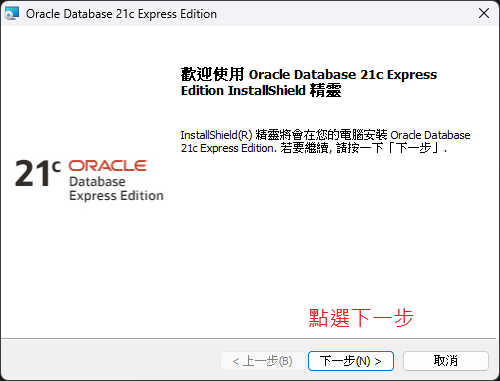 Oracle Database 21c Express Edition
歡迎使用 Oracle Database 21c Express
Edition InstallShield 精靈
InstallShield(R) 精靈將會在您的電腦安裝 Oracle Database
21c Express Edition. 若要繼續, 請按一下「下一步」.
21c ORACLE
Database
Express Edition
點選下一步
< 上一步(B)
下一步(N) >
取消